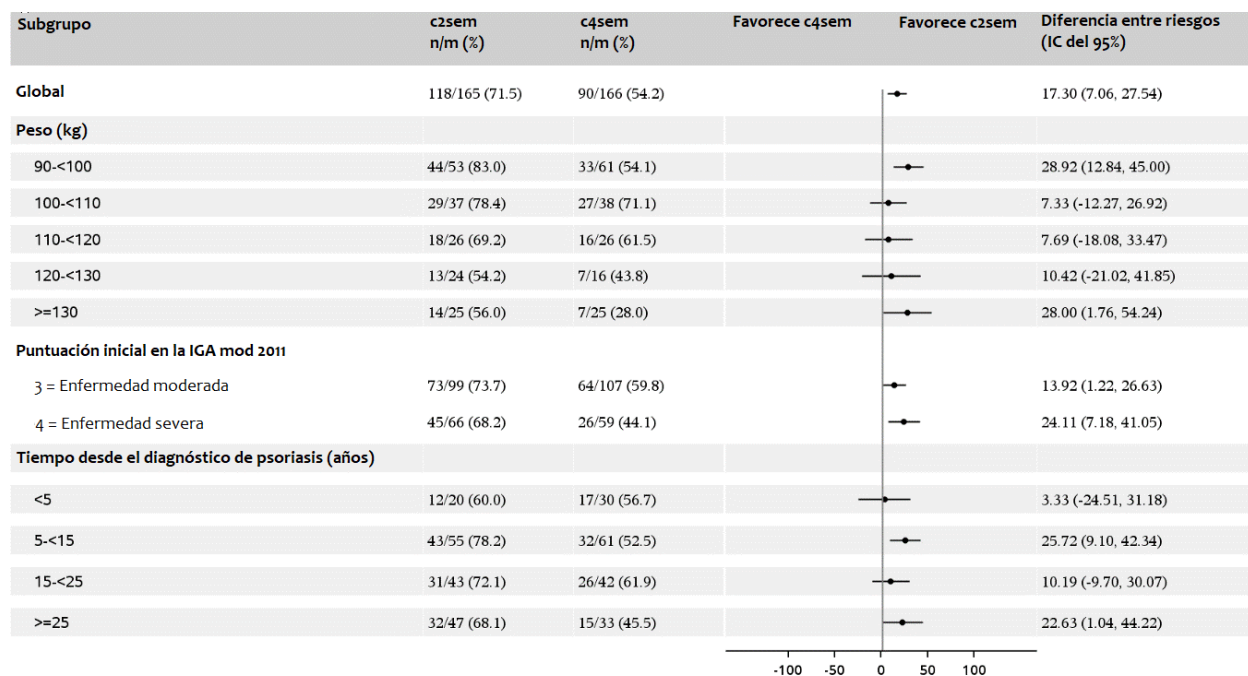 Subgrupo c2sem n/m (%) c4sem n/m (%) Favorece c4sem Favorece c2sem Diferencia entre riesgos (IC del 95%)
Global 118/165 (71.5) 90/166 (54.2) 17.30 (7.06, 27.54)
Peso (kg)
90-<100 44/53 (83.0) 33/61 (54.1) 28.92 (12.84, 45.00)
100-<110 29/37 (78.4) 27/38 (71.1) 7.33 (-12.27, 26.92)
110-<120 18/26 (69.2) 16/26 (61.5) 7.69 (-18.08, 33.47)
120-<130 13/24 (54.2) 7/16 (43.8) 10.42 (-21.02, 41.85)
>=130 14/25 (56.0) 7/25 (28.0) 28.00 (1.76, 54.24)
Puntuación inicial en la IGA mod 2011
3 = Enfermedad moderada 73/99 (73.7) 64/107 (59.8) 13.92 (1.22, 26.63)
4 = Enfermedad severa 45/66 (68.2) 26/59 (44.1) 24.11 (7.18, 41.05)
Tiempo desde el diagnóstico de psoriasis (años)
<5 12/20 (60.0) 17/30 (56.7) 3.33 (-24.51, 31.18)
5-<15 43/55 (78.2) 32/61 (52.5) 25.72 (9.10, 42.34)
15-<25 31/43 (72.1) 26/42 (61.9) 10.19 (-9.70, 30.07)
>=25 32/47 (68.1) 15/33 (45.5) 22.63 (1.04, 44.22)
-100 -50 0 50 100